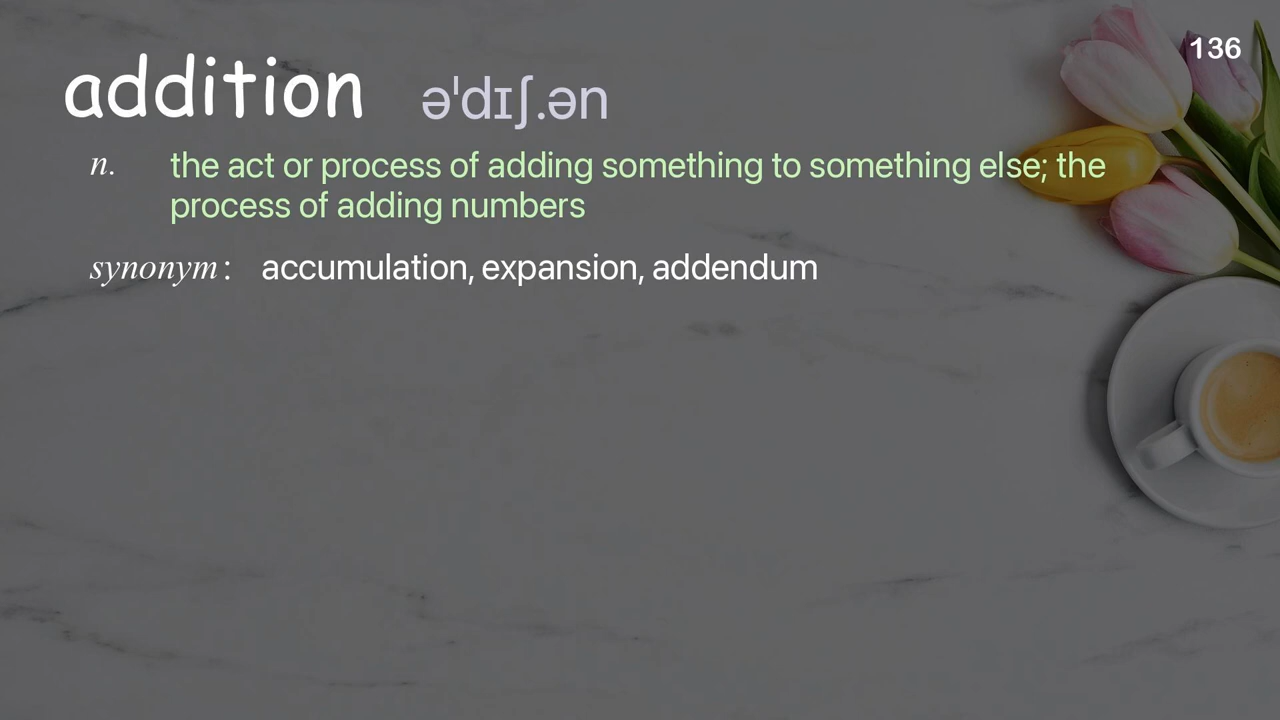 136
addition əˈdɪʃ.ən
n. the act or process of adding something to something else; the
process of adding numbers
synonym : accumulation, expansion, addendum